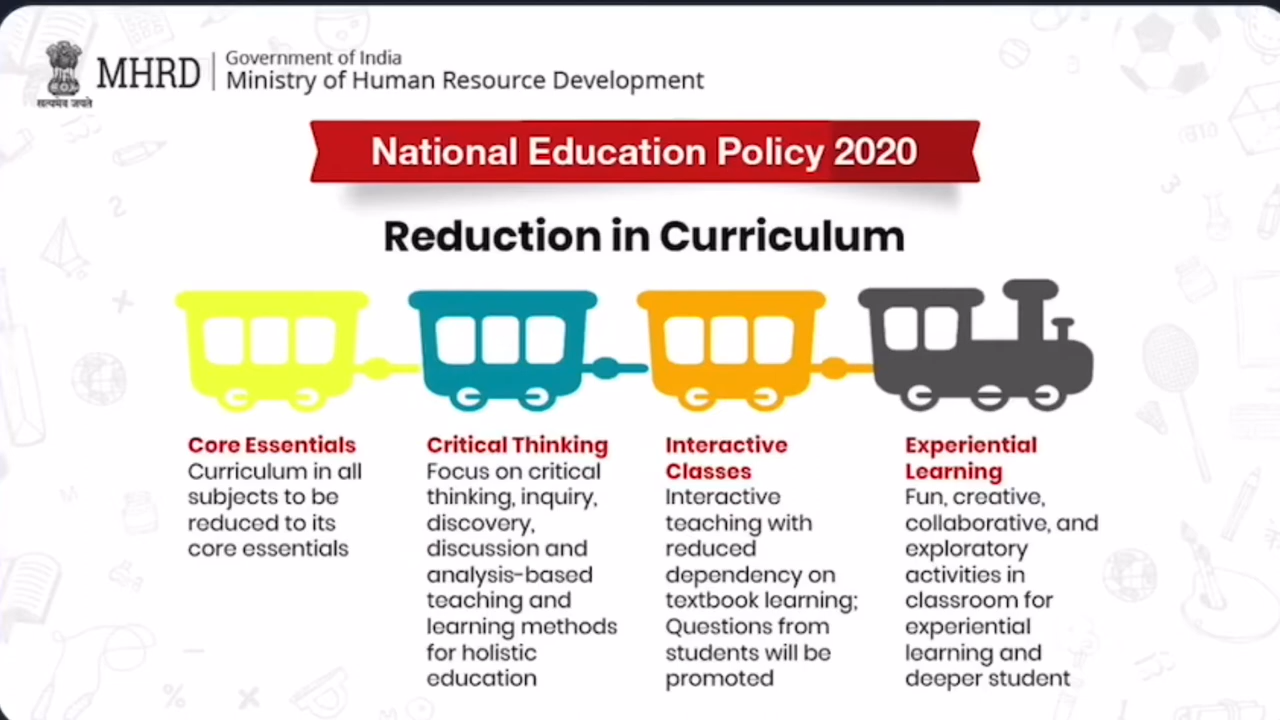 सत्यमेव जयते
MHRD
Government of India
Ministry of Human Resource Development
National Education Policy 2020
Reduction in Curriculum
Core Essentials
Curriculum in all
subjects to be
reduced to its
core essentials
Critical Thinking
Focus on critical
thinking, inquiry,
discovery,
discussion and
analysis-based
teaching and
learning methods
for holistic
education
Interactive
Classes
Interactive
teaching with
reduced
dependency on
textbook learning;
Questions from
students will be
promoted
Experiential
Learning
Fun, creative,
collaborative, and
exploratory
activities in
classroom for
experiential
learning and
deeper student